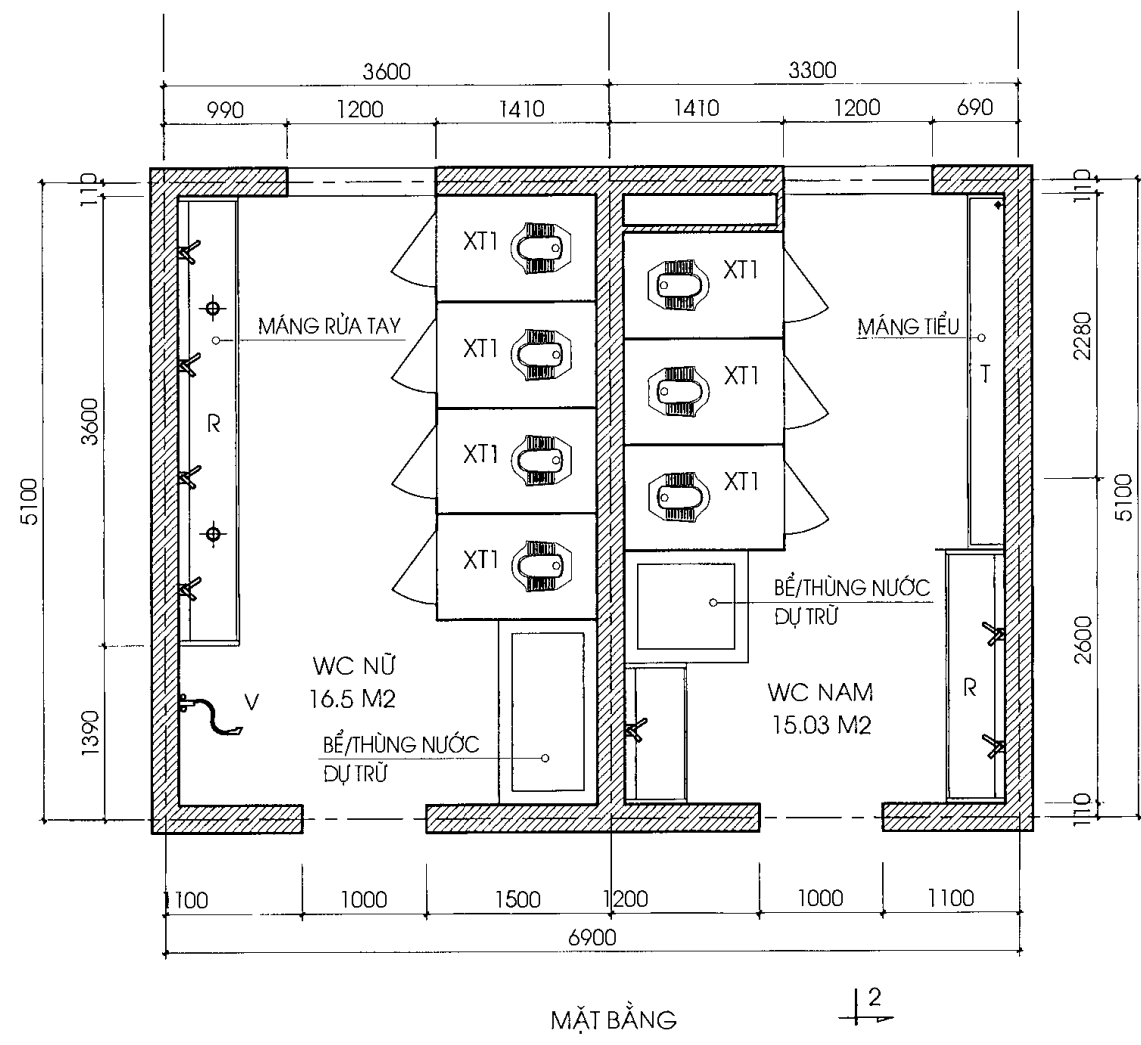 3600 3300
990 1200 1410 1410 1200 690
110 110
XT1 XT1
MÁNG RỬA TAY MÁNG TIỂU
XT1 XT1
2280
T
3600
R
XT1 XT1
5100 5100
XT1
BỂ/THÙNG NƯỚC
DỰ TRỮ
2600
WC NỮ
16.5 M2
WC NAM
15.03 M2
R
V
1390
BỂ/THÙNG NƯỚC
DỰ TRỮ
110
1100 1000 1500 1200 1000 1100
6900
MẶT BẰNG
2